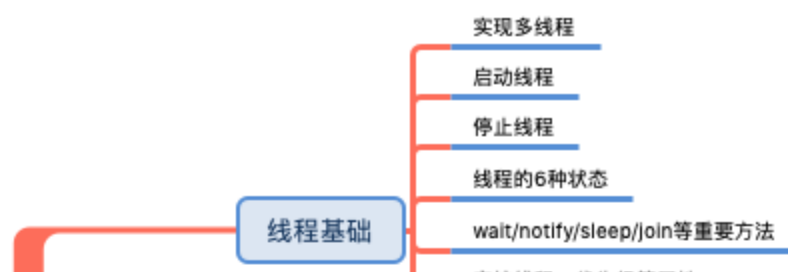 实现多线程
启动线程
停止线程
线程的6种状态
线程基础
wait/notify/sleep/join等重要方法